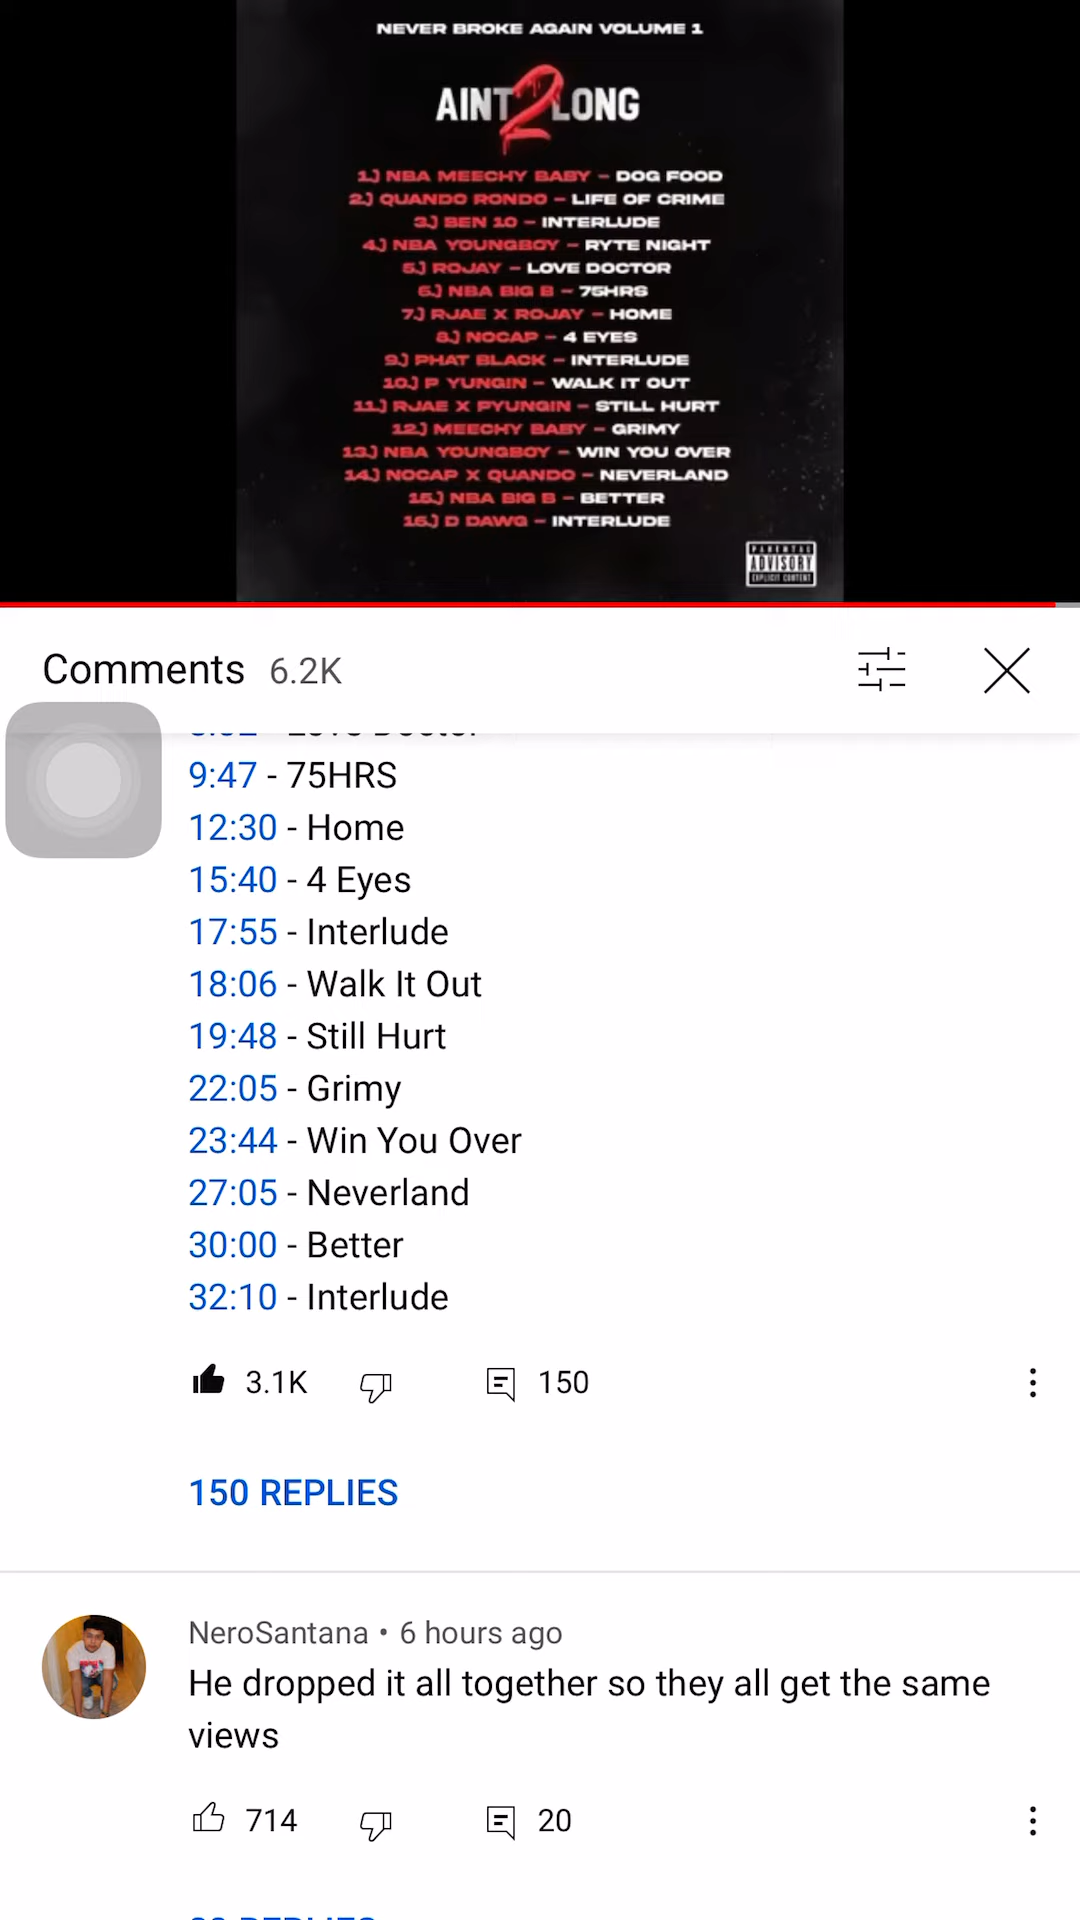 NEVER BROKE AGAIN VOLUME 1
AINT 2 LONG
1.) NBA MEECHY BABY – DOG FOOD
2.) QUANDO RONDO – LIFE OF CRIME
3.) BEN 10 – INTERLUDE
4.) NBA YOUNGBOY – RYTE NIGHT
5.) ROJAY – LOVE DOCTOR
6.) NBA BIG B – 75HRS
7.) RJAE X ROJAY – HOME
8.) NOCAP – 4 EYES
9.) PHAT BLACK – INTERLUDE
10.) P YUNGIN – WALK IT OUT
11.) RJAE X PYUNGIN – STILL HURT
12.) MEECHY BABY – GRIMY
13.) NBA YOUNGBOY – WIN YOU OVER
14.) NOCAP X QUANDO – NEVERLAND
15.) NBA BIG B – BETTER
16.) D DAWG – INTERLUDE
PARENTAL
ADVISORY
EXPLICIT CONTENT
Comments 6.2K
9:47 - 75HRS
12:30 - Home
15:40 - 4 Eyes
17:55 - Interlude
18:06 - Walk It Out
19:48 - Still Hurt
22:05 - Grimy
23:44 - Win You Over
27:05 - Neverland
30:00 - Better
32:10 - Interlude
3.1K 150
150 REPLIES
NeroSantana • 6 hours ago
He dropped it all together so they all get the same
views
714 20